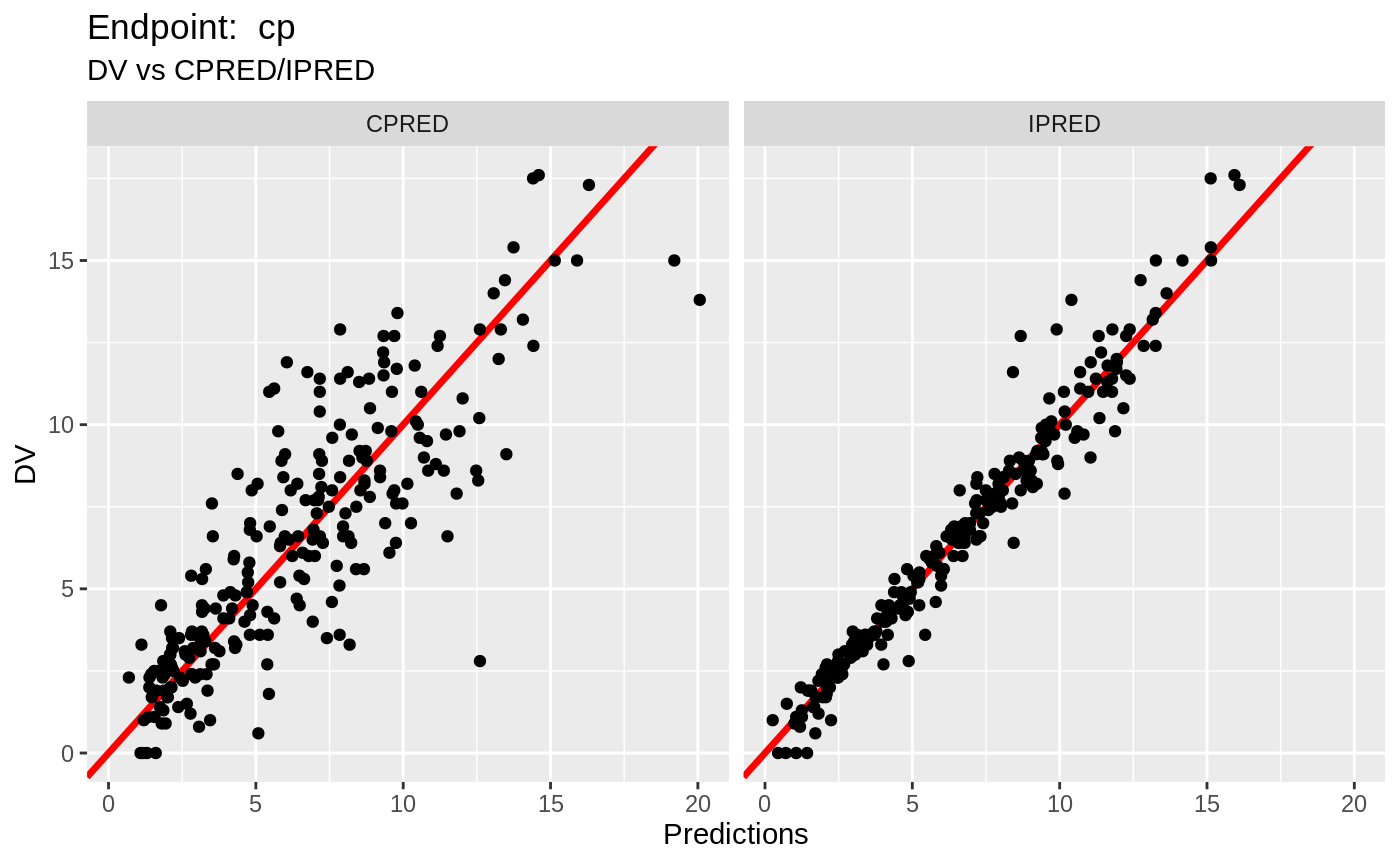 Endpoint:  cp
DV vs CPRED/IPRED
CPRED
IPRED
15
10
5
0
DV
0 5 10 15 20
0 5 10 15 20
Predictions